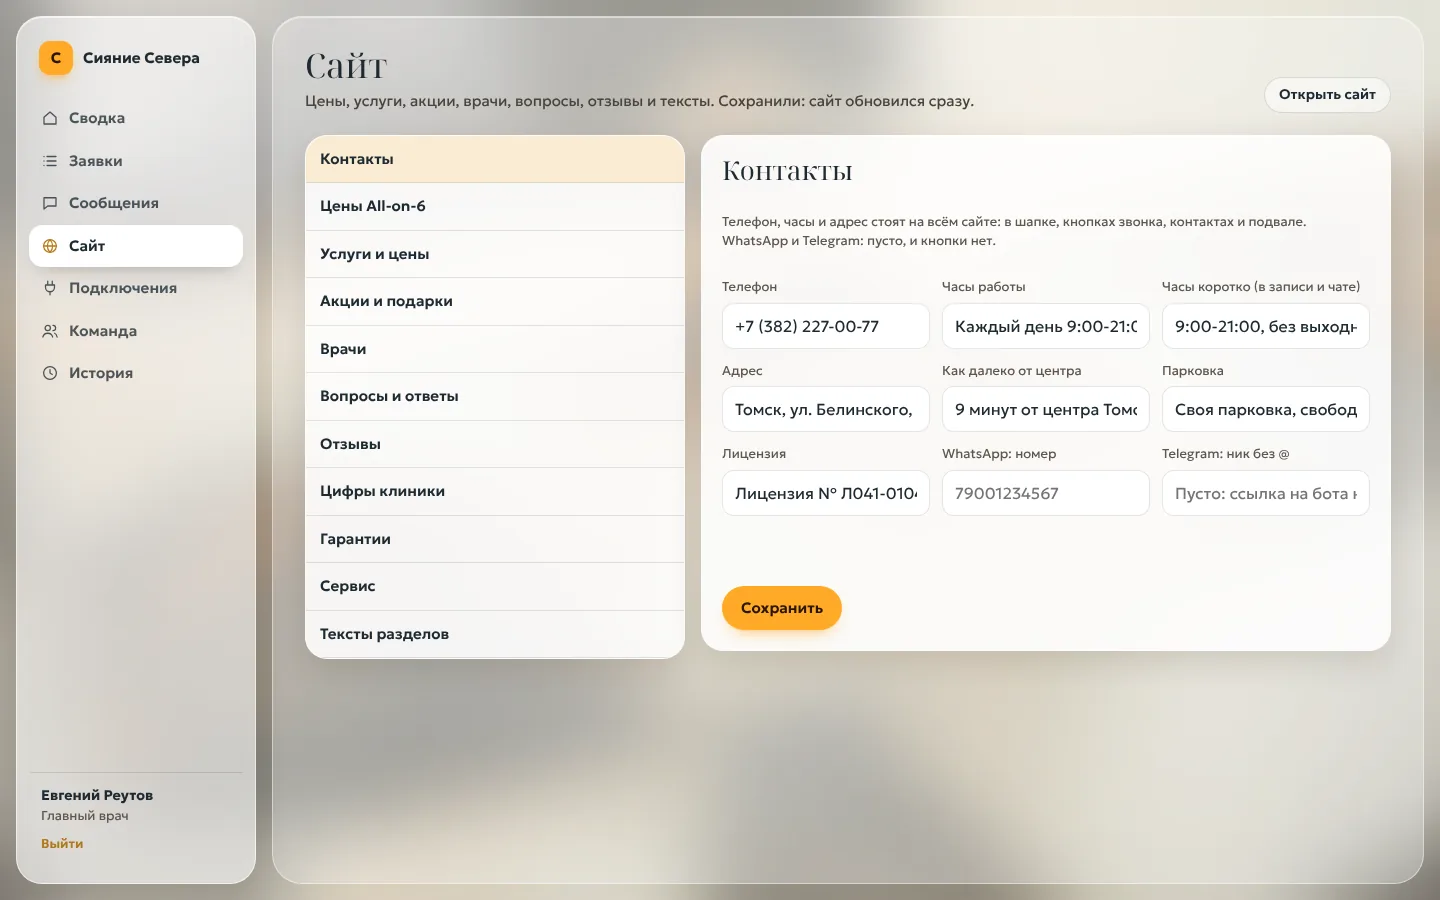 С
Сияние Севера
Сводка
Заявки
Сообщения
Сайт
Подключения
Команда
История
Евгений Реутов
Главный врач
Выйти
Сайт
Цены, услуги, акции, врачи, вопросы, отзывы и тексты. Сохранили: сайт обновился сразу.
Открыть сайт
Контакты
Цены All-on-6
Услуги и цены
Акции и подарки
Врачи
Вопросы и ответы
Отзывы
Цифры клиники
Гарантии
Сервис
Тексты разделов
Контакты
Телефон, часы и адрес стоят на всём сайте: в шапке, кнопках звонка, контактах и подвале.
WhatsApp и Telegram: пусто, и кнопки нет.
Телефон
Часы работы
Часы коротко (в записи и чате)
+7 (382) 227-00-77
Каждый день 9:00-21:0
9:00-21:00, без выходн
Адрес
Как далеко от центра
Парковка
Томск, ул. Белинского,
9 минут от центра Томс
Своя парковка, свобод
Лицензия
WhatsApp: номер
Telegram: ник без @
Лицензия № Л041-0104
79001234567
Пусто: ссылка на бота н
Сохранить